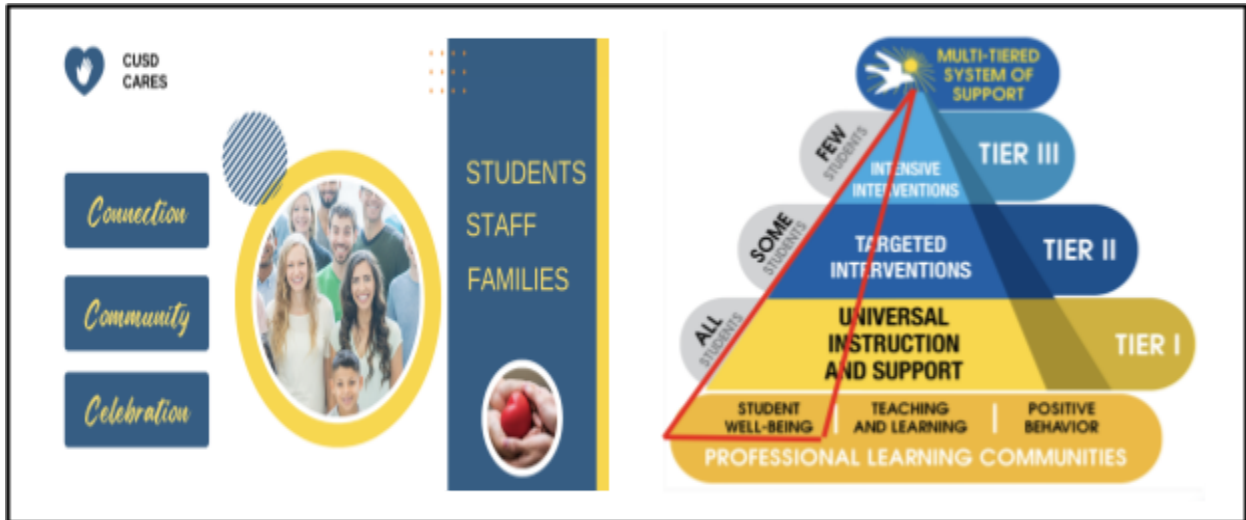 CUSD
CARES
Connection
Community
Celebration
STUDENTS
STAFF
FAMILIES
MULTI-TIERED
SYSTEM OF
SUPPORT
FEW
STUDENTS
INTENSIVE
INTERVENTIONS
TIER III
SOME
STUDENTS
TARGETED
INTERVENTIONS
TIER II
ALL
STUDENTS
UNIVERSAL
INSTRUCTION
AND SUPPORT
TIER I
STUDENT
WELL-BEING
TEACHING
AND LEARNING
POSITIVE
BEHAVIOR
PROFESSIONAL LEARNING COMMUNITIES